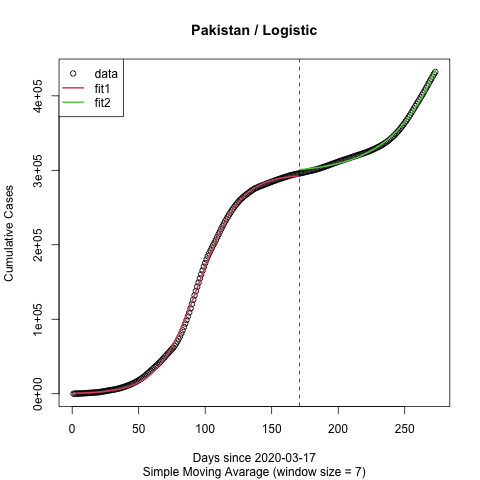 Pakistan / Logistic
data
fit1
fit2
Cumulative Cases
0e+00
1e+05
2e+05
3e+05
4e+05
0
50
100
150
200
250
Days since 2020-03-17
Simple Moving Avarage (window size = 7)